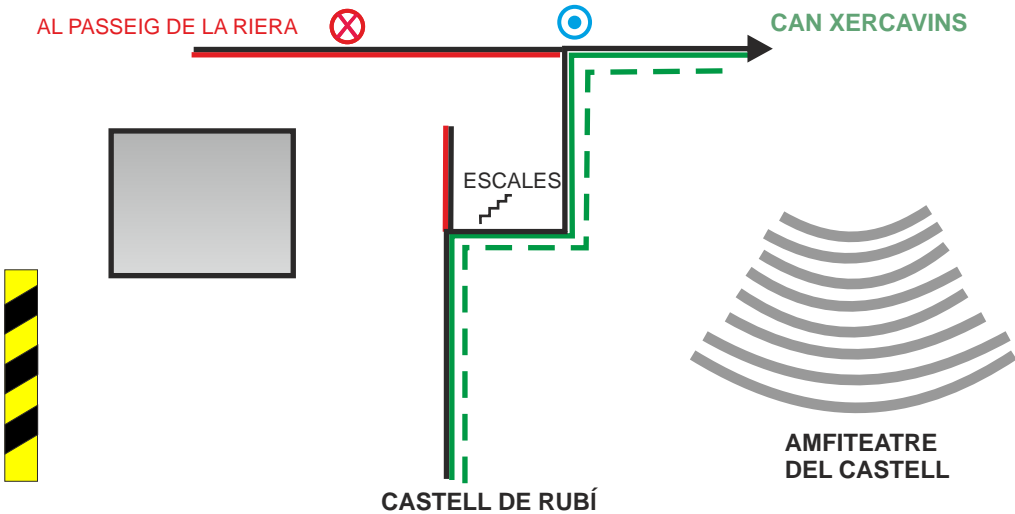 AL PASSEIG DE LA RIERA
CAN XERCAVINS
ESCALES
AMFITEATRE
DEL CASTELL
CASTELL DE RUBÍ